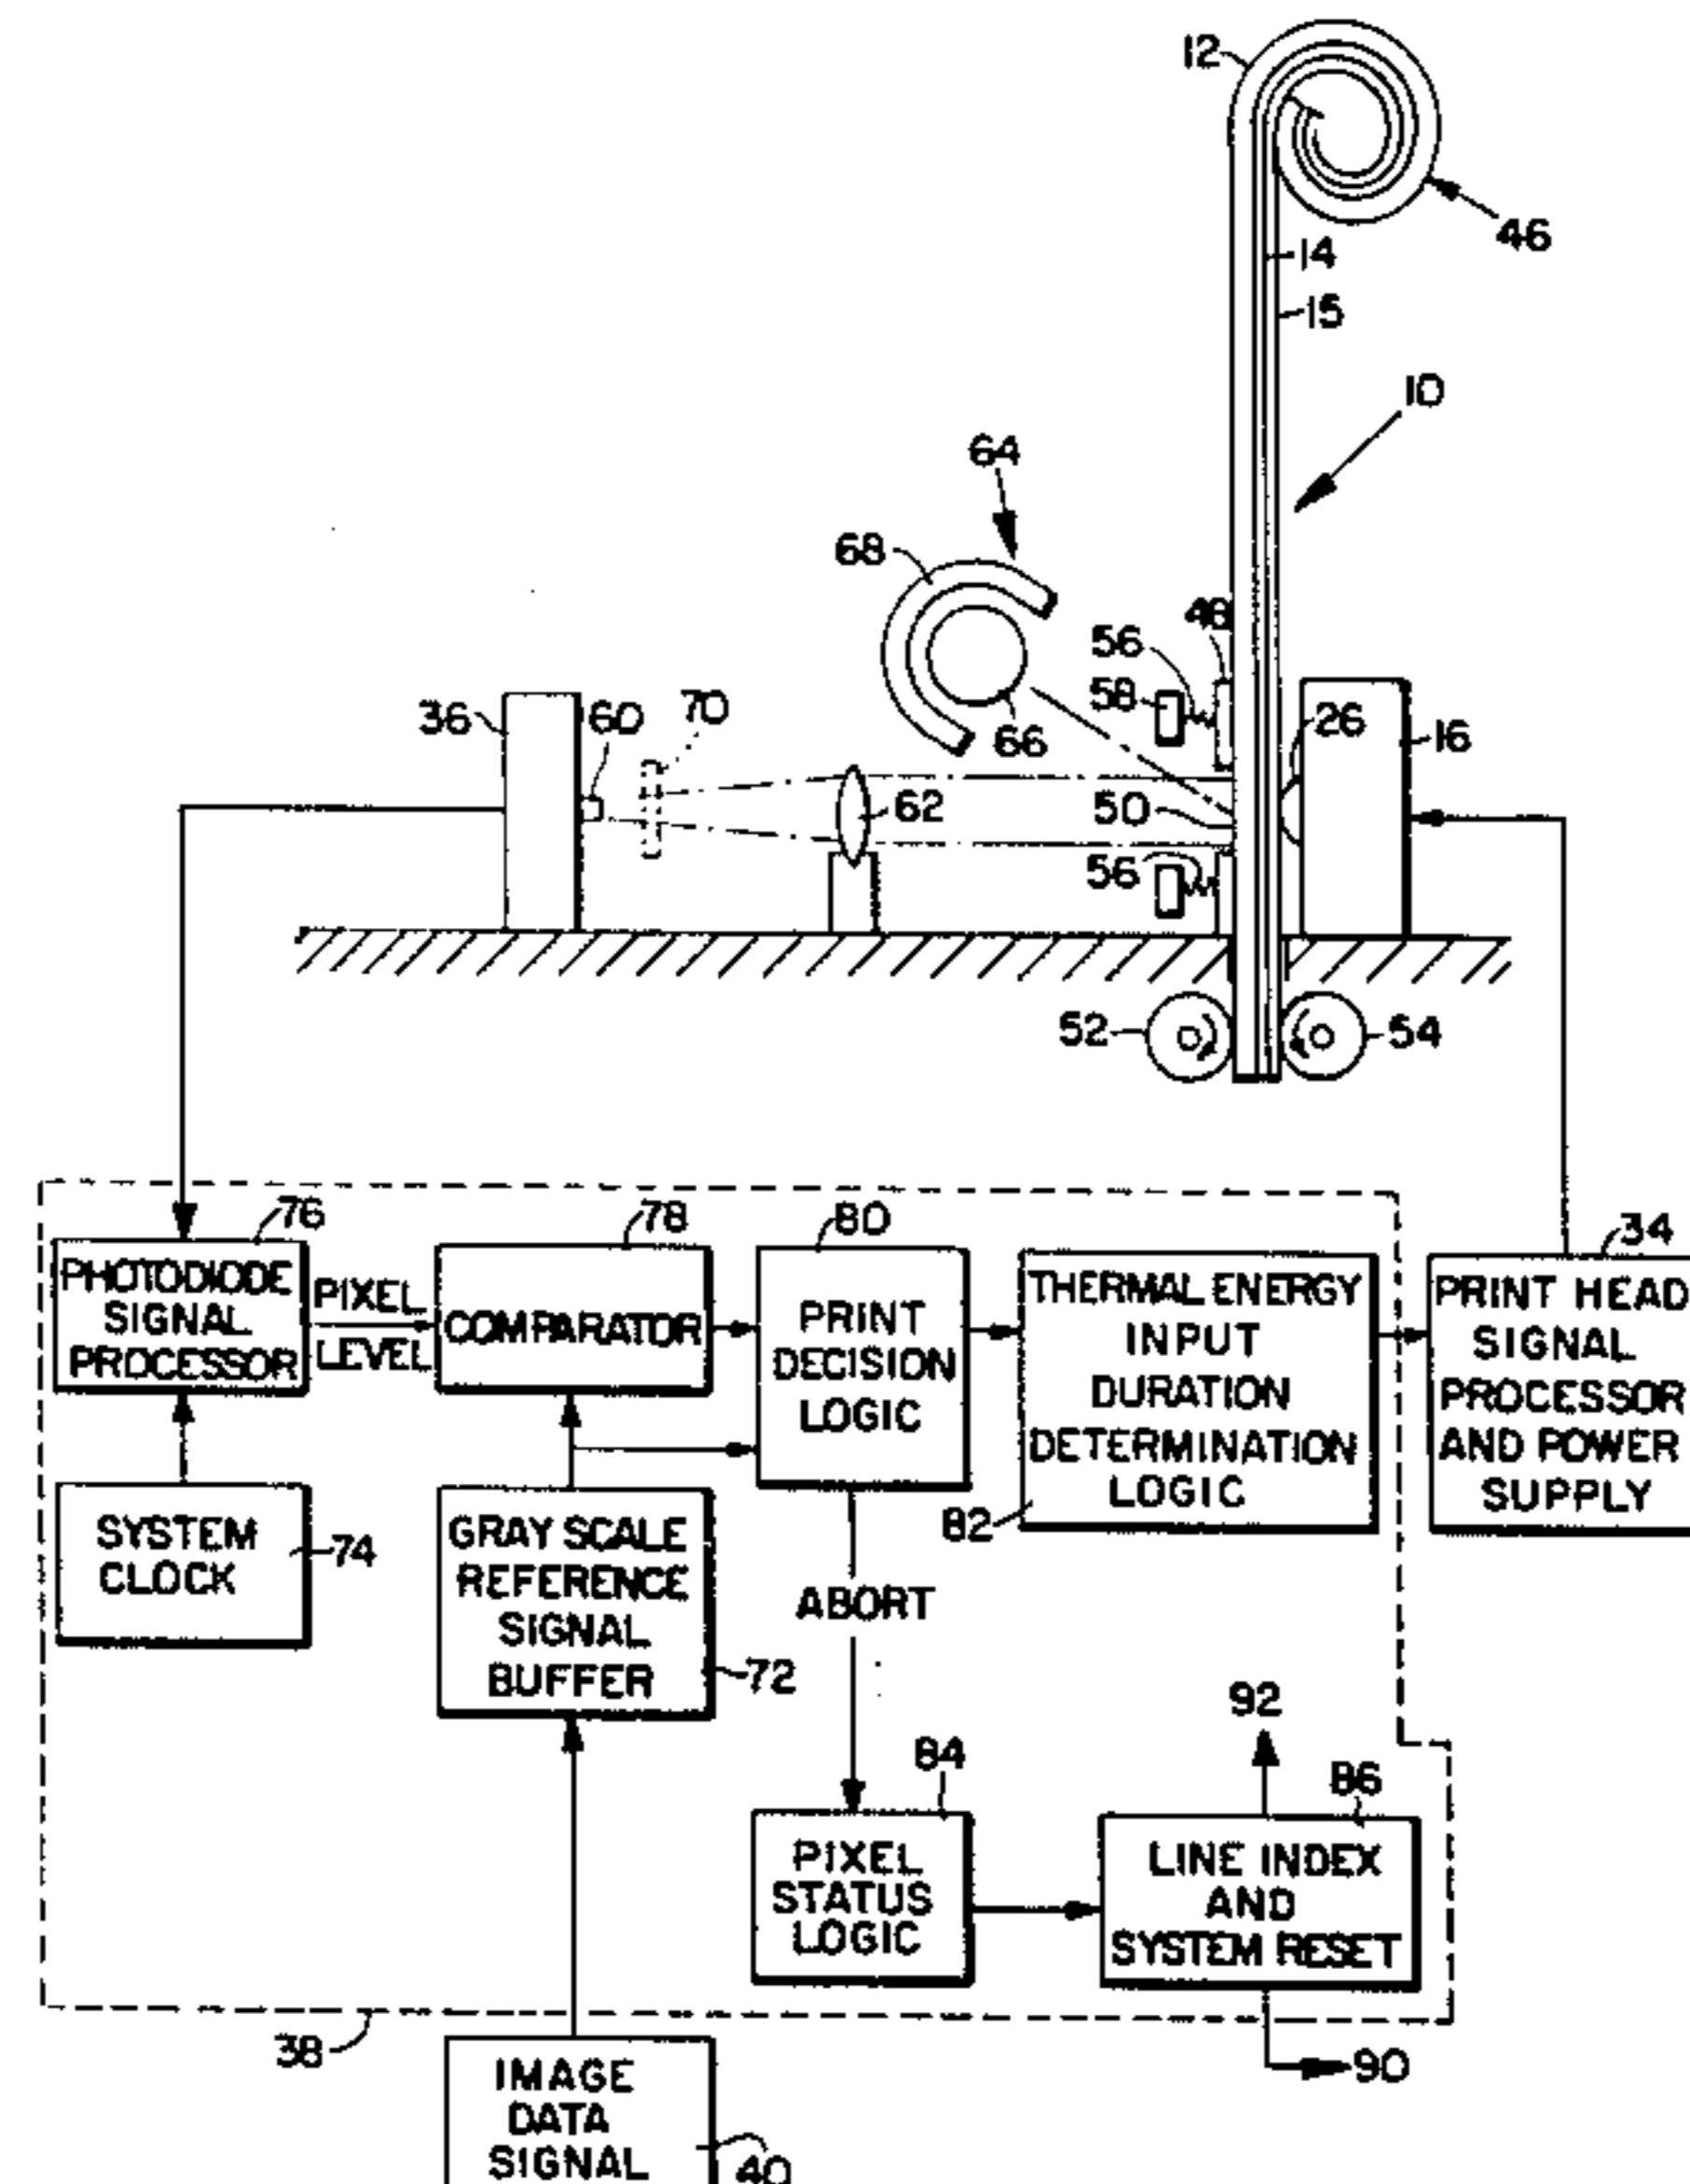 12
46
14
15
10
64
68
48
56
58
26
36
60
70
66
16
62
50
56
52
54
76
78
80
34
PHOTODIODE
SIGNAL
PROCESSOR
PIXEL
LEVEL
COMPARATOR
PRINT
DECISION
LOGIC
THERMAL ENERGY
INPUT
DURATION
DETERMINATION
LOGIC
82
PRINT HEAD
SIGNAL
PROCESSOR
AND POWER
SUPPLY
SYSTEM
CLOCK
74
GRAY SCALE
REFERENCE
SIGNAL
BUFFER
72
ABORT
92
84
86
PIXEL
STATUS
LOGIC
LINE INDEX
AND
SYSTEM RESET
38
90
IMAGE
DATA
SIGNAL
40